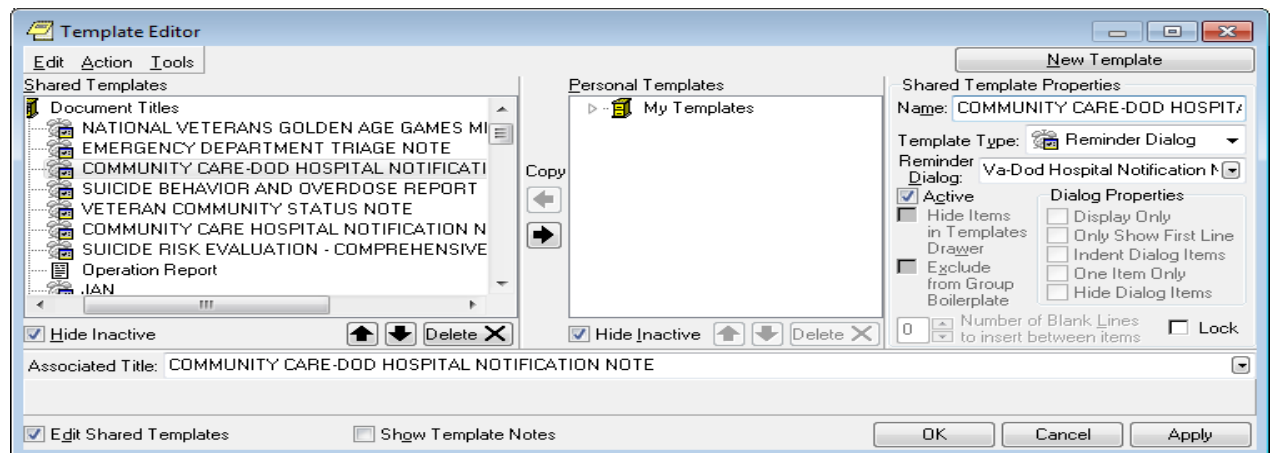 Template Editor
Edit Action Tools
New Template
Shared Templates
Document Titles
NATIONAL VETERANS GOLDEN AGE GAMES MI
EMERGENCY DEPARTMENT TRIAGE NOTE
COMMUNITY CARE-DOD HOSPITAL NOTIFICATI
SUICIDE BEHAVIOR AND OVERDOSE REPORT
VETERAN COMMUNITY STATUS NOTE
COMMUNITY CARE HOSPITAL NOTIFICATION N
SUICIDE RISK EVALUATION - COMPREHENSIVE
Operation Report
JAN
Hide Inactive
Delete
Copy
Personal Templates
My Templates
Hide Inactive
Delete
Shared Template Properties
Name: COMMUNITY CARE-DOD HOSPIT
Template Type: Reminder Dialog
Reminder Dialog: Va-Dod Hospital Notification N
Active
Hide Items
in Templates
Drawer
Exclude
from Group
Boilerplate
Dialog Properties
Display Only
Only Show First Line
Indent Dialog Items
One Item Only
Hide Dialog Items
0 Number of Blank Lines
to insert between items
Lock
Associated Title: COMMUNITY CARE-DOD HOSPITAL NOTIFICATION NOTE
Edit Shared Templates
Show Template Notes
OK Cancel Apply